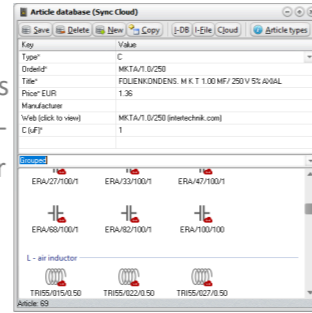 Article database (Sync Cloud)
Save Delete New Copy I-DB I-File Cloud Article types
Key Value
Type* C
OrderId* MKTA/1.0/250
Title* FOLIENKONDENS. M K T 1.00 MF/ 250 V 5% AXIAL
Price* EUR 1.36
Manufacturer
Web (click to view) MKTA/1.0/250 (intertechnik.com)
C (uF)* 1
s
-
r
Grouped
ERA/27/100/1 ERA/33/100/1 ERA/47/100/1
ERA/68/100/1 ERA/82/100/1 ERA/100/100
L - air inductor
TRI55/015/0.50 TRI55/022/0.50 TRI55/027/0.50
Article: 69